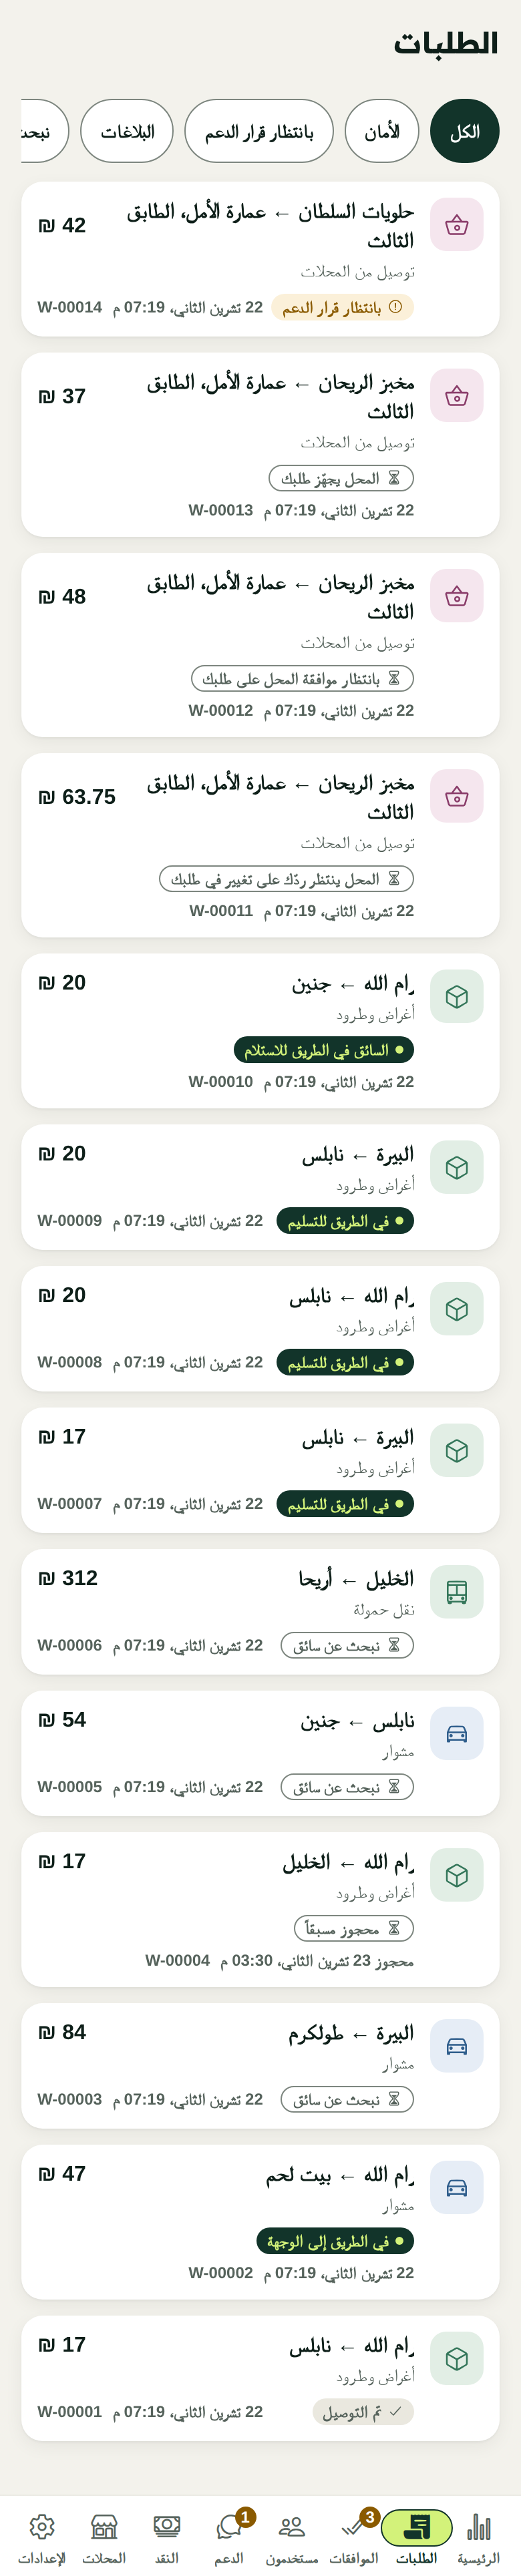 الطلبات
الكل
الأمان
بانتظار قرار الدعم
البلاغات
حلويات السلطان ← عمارة الأمل، الطابق الثالث
42 ₪
توصيل من المحلات
بانتظار قرار الدعم
22 تشرين الثاني، 07:19 م W-00014
مخبز الريحان ← عمارة الأمل، الطابق الثالث
37 ₪
توصيل من المحلات
المحل يجهّز طلبك
22 تشرين الثاني، 07:19 م W-00013
مخبز الريحان ← عمارة الأمل، الطابق الثالث
48 ₪
توصيل من المحلات
بانتظار موافقة المحل على طلبك
22 تشرين الثاني، 07:19 م W-00012
مخبز الريحان ← عمارة الأمل، الطابق الثالث
63.75 ₪
توصيل من المحلات
المحل ينتظر ردّك على تغيير في طلبك
22 تشرين الثاني، 07:19 م W-00011
رام الله ← جنين
20 ₪
أغراض وطرود
السائق في الطريق للاستلام
22 تشرين الثاني، 07:19 م W-00010
البيرة ← نابلس
20 ₪
أغراض وطرود
في الطريق للتسليم
22 تشرين الثاني، 07:19 م W-00009
رام الله ← نابلس
20 ₪
أغراض وطرود
في الطريق للتسليم
22 تشرين الثاني، 07:19 م W-00008
البيرة ← نابلس
17 ₪
أغراض وطرود
في الطريق للتسليم
22 تشرين الثاني، 07:19 م W-00007
الخليل ← أريحا
312 ₪
نقل حمولة
نبحث عن سائق
22 تشرين الثاني، 07:19 م W-00006
نابلس ← جنين
54 ₪
مشوار
نبحث عن سائق
22 تشرين الثاني، 07:19 م W-00005
رام الله ← الخليل
17 ₪
أغراض وطرود
محجوز مسبقاً
محجوز 23 تشرين الثاني، 03:30 م W-00004
البيرة ← طولكرم
84 ₪
مشوار
نبحث عن سائق
22 تشرين الثاني، 07:19 م W-00003
رام الله ← بيت لحم
47 ₪
مشوار
في الطريق إلى الوجهة
22 تشرين الثاني، 07:19 م W-00002
رام الله ← نابلس
17 ₪
أغراض وطرود
تمّ التوصيل
22 تشرين الثاني، 07:19 م W-00001
الرئيسية
الطلبات
3
الموافقات
مستخدمون
1
الدعم
النقد
المحلات
الإعدادات